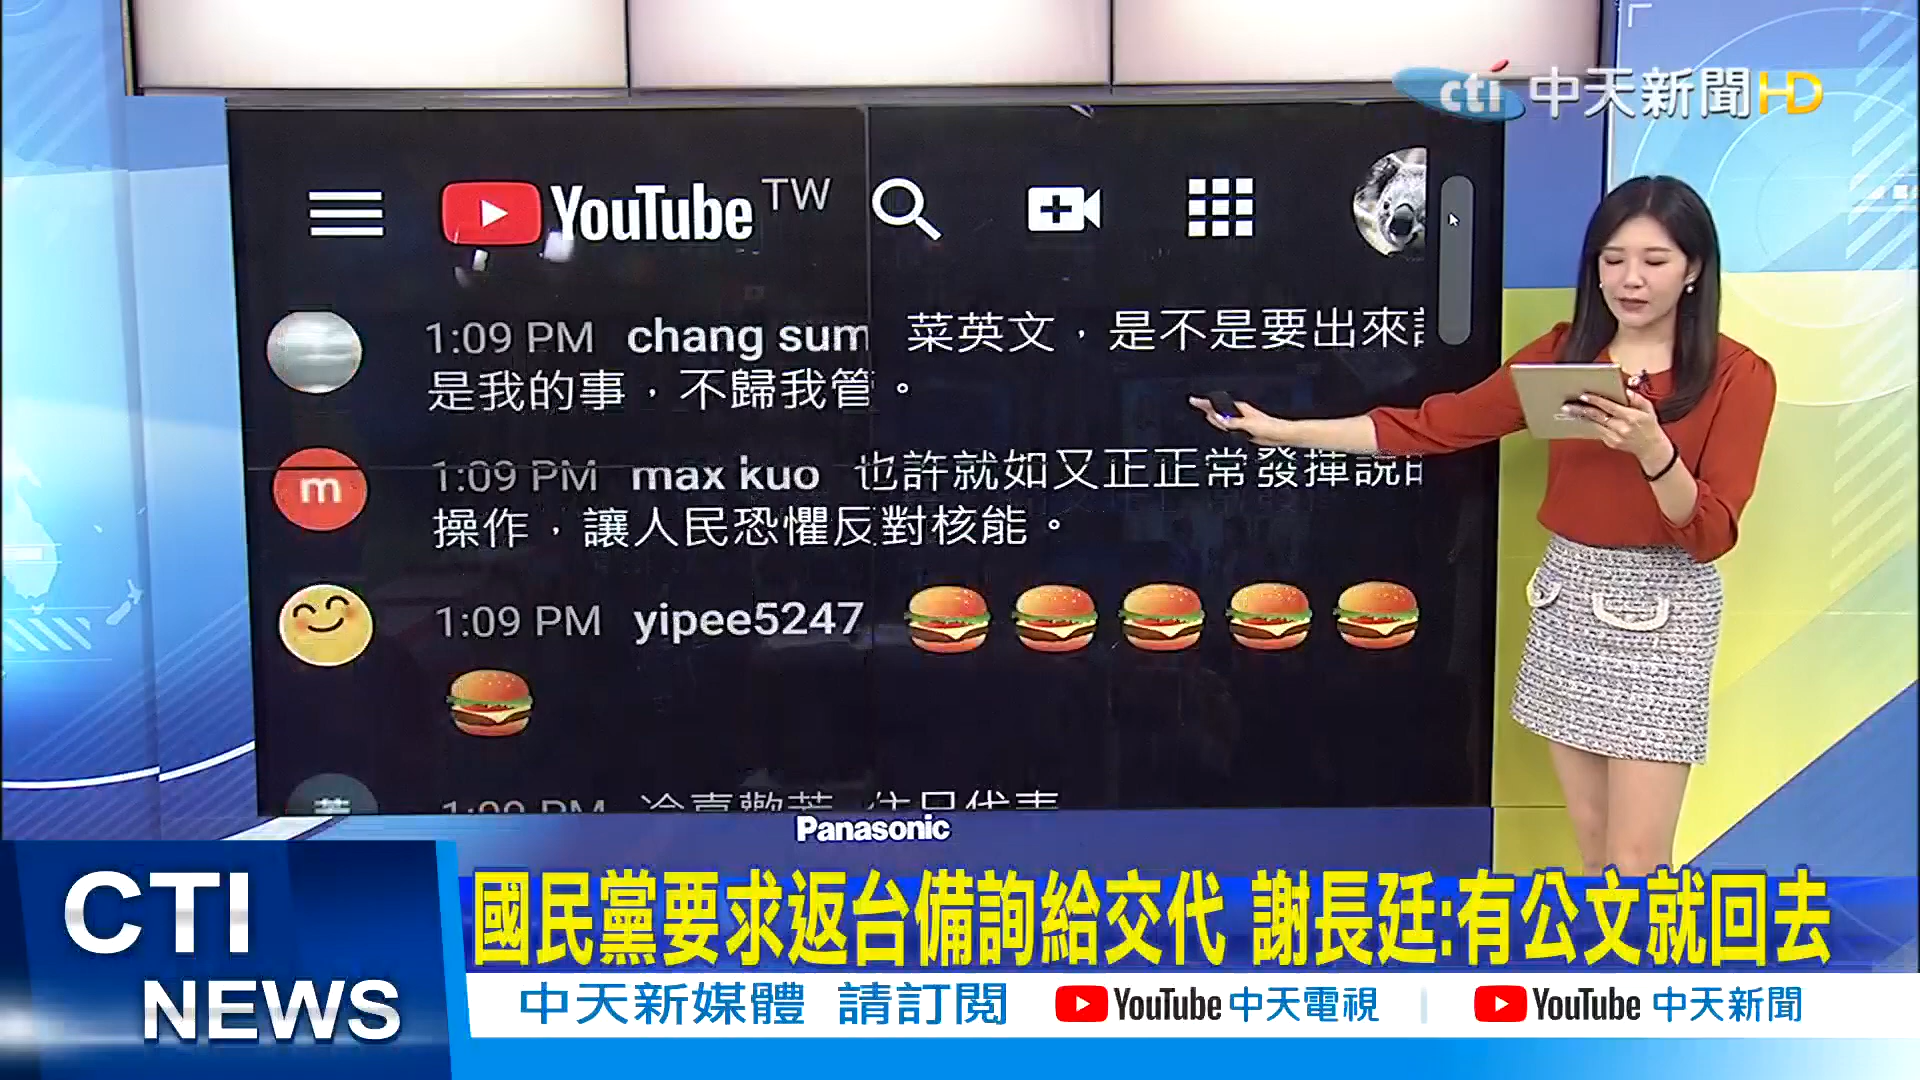 cti 中天新聞HD
YouTube TW
1:09 PM chang sum 菜英文，是不是要出來
是我的事，不歸我管。
m
1:09 PM max kuo 也許就如又正正常發揮說
操作，讓人民恐懼反對核能。
1:09 PM yipee5247
1:09 PM
Panasonic
CTI
NEWS
國民黨要求返台備詢給交代 謝長廷:有公文就回去
中天新媒體 請訂閱 YouTube 中天電視 | YouTube 中天新聞